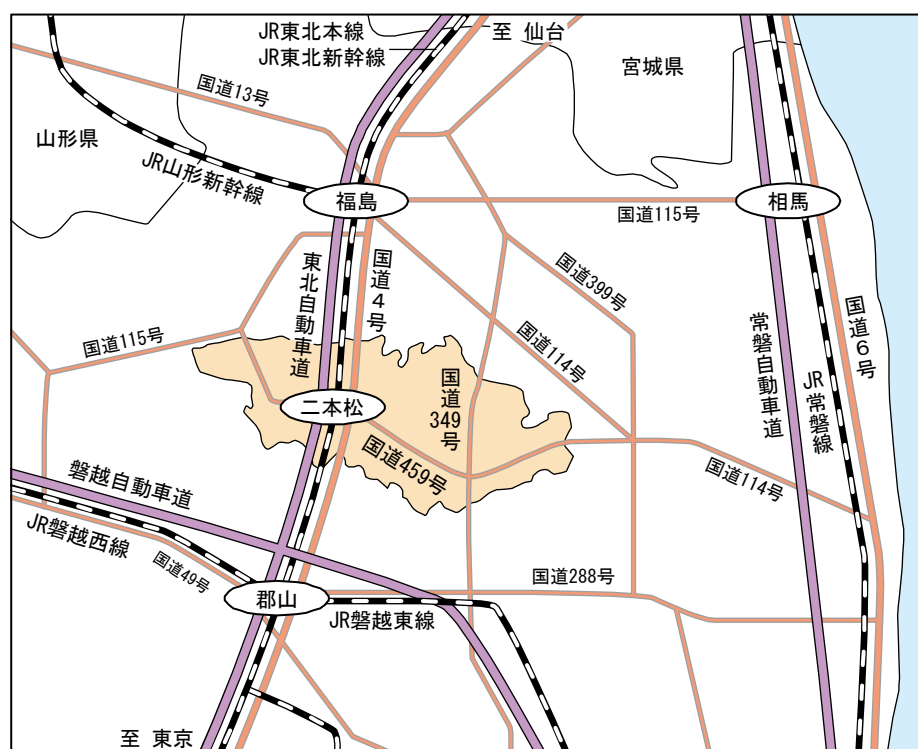 JR東北本線
JR東北新幹線
至 仙台
宮城県
国道13号
山形県
JR山形新幹線
福島
相馬
国道115号
東北自動車道
国道4号
国道399号
国道115号
国道114号
常磐自動車道
JR常磐線
国道6号
国道349号
二本松
国道459号
国道114号
磐越自動車道
JR磐越西線
国道49号
国道288号
郡山
JR磐越東線
至 東京